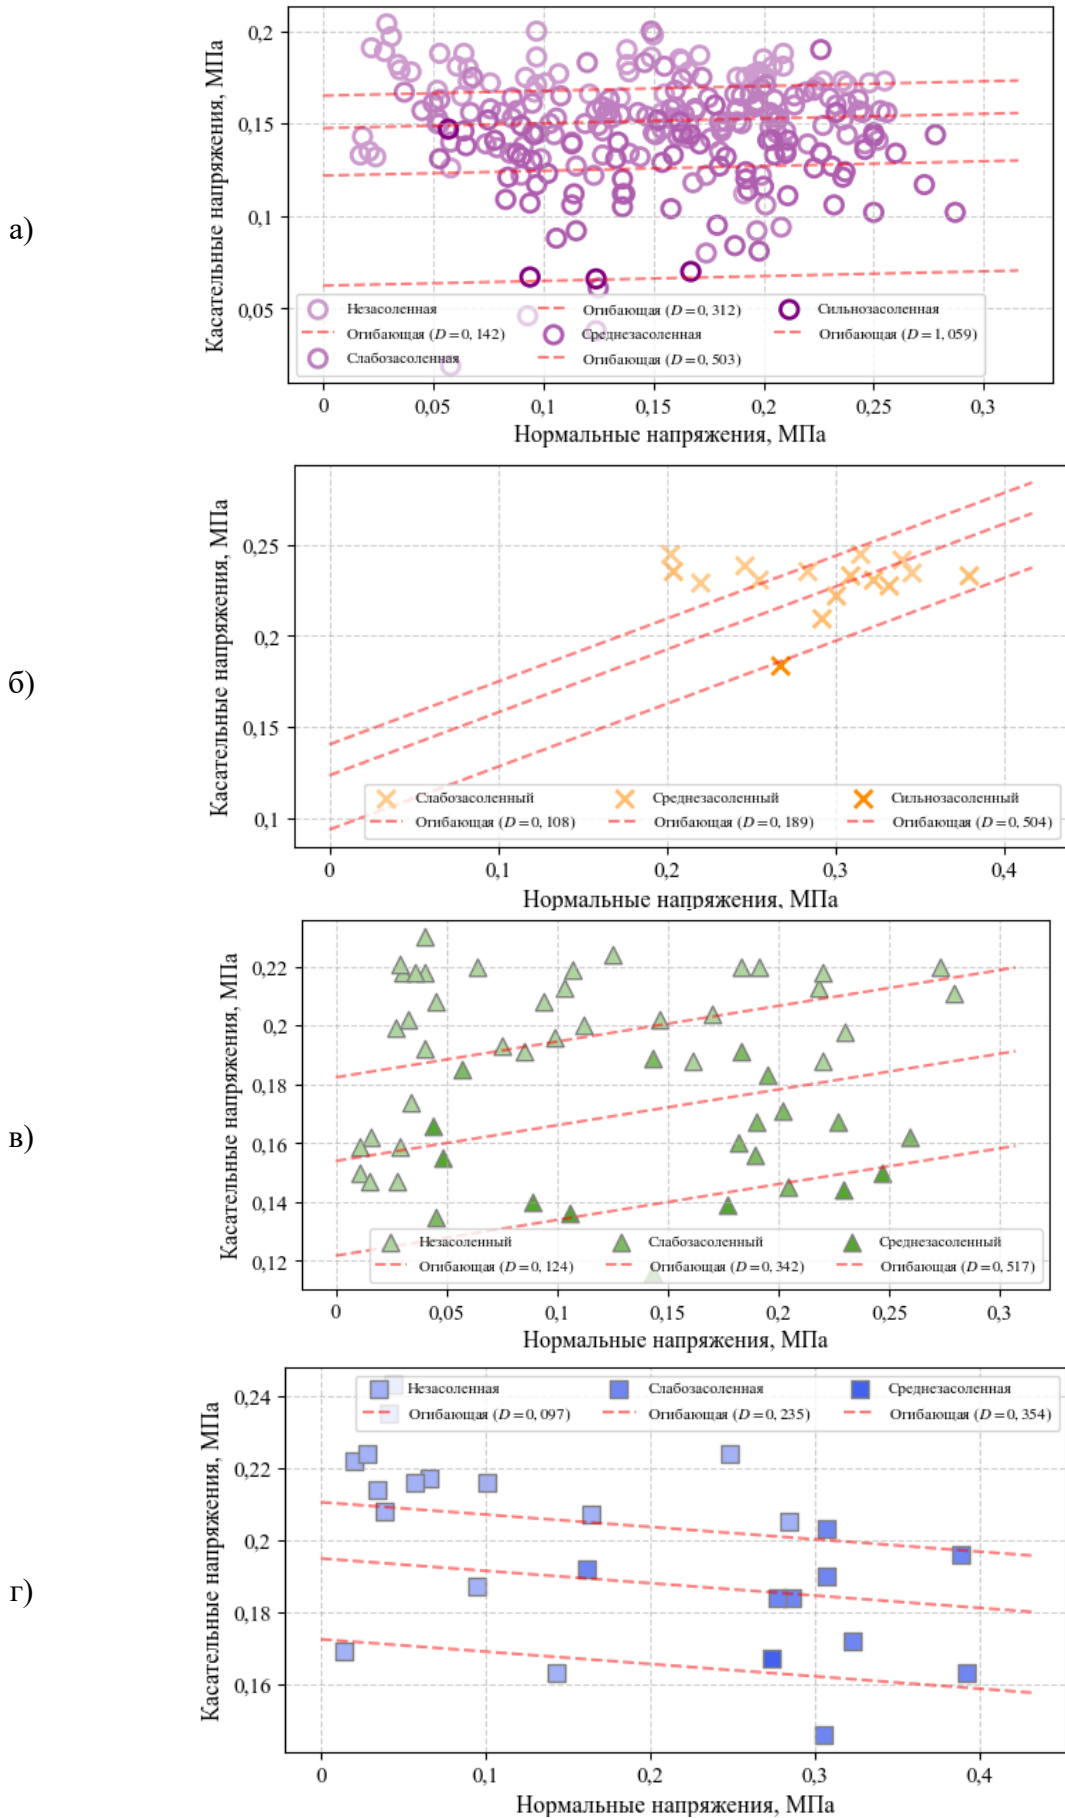 а)
Касательные напряжения, МПа
0,2
0,15
0,1
0,05
Незасоленная
Огибающая (D = 0, 142)
Слабозасоленная
Огибающая (D = 0, 312)
Среднезасоленная
Огибающая (D = 0, 503)
Сильнозасоленная
Огибающая (D = 1, 059)
0 0,05 0,1 0,15 0,2 0,25 0,3
Нормальные напряжения, МПа
б)
Касательные напряжения, МПа
0,25
0,2
0,15
0,1
Слабозасоленный
Огибающая (D = 0, 108)
Среднезасоленный
Огибающая (D = 0, 189)
Сильнозасоленный
Огибающая (D = 0, 504)
0 0,1 0,2 0,3 0,4
Нормальные напряжения, МПа
в)
Касательные напряжения, МПа
0,22
0,2
0,18
0,16
0,14
0,12
Незасоленный
Огибающая (D = 0, 124)
Слабозасоленный
Огибающая (D = 0, 342)
Среднезасоленный
Огибающая (D = 0, 517)
0 0,05 0,1 0,15 0,2 0,25 0,3
Нормальные напряжения, МПа
г)
Касательные напряжения, МПа
0,24
0,22
0,2
0,18
0,16
Незасоленная
Огибающая (D = 0, 097)
Слабозасоленная
Огибающая (D = 0, 235)
Среднезасоленная
Огибающая (D = 0, 354)
0 0,1 0,2 0,3 0,4
Нормальные напряжения, МПа